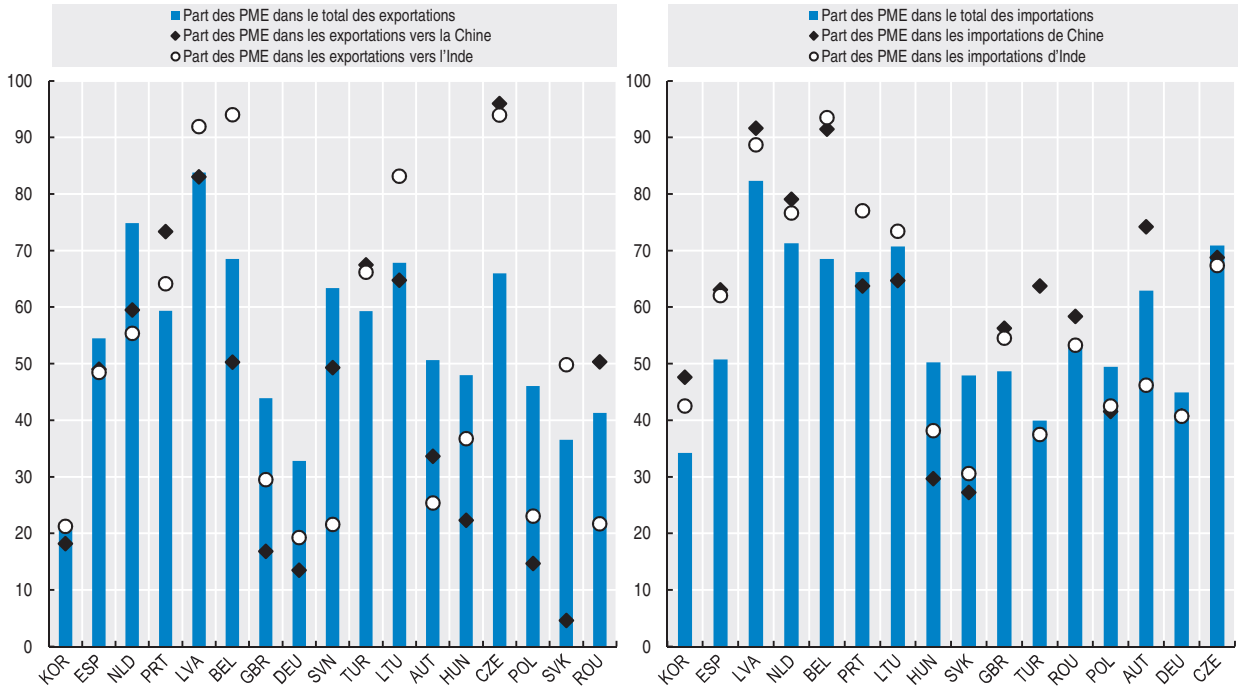 Part des PME dans le total des exportations
Part des PME dans les exportations vers la Chine
Part des PME dans les exportations vers l'Inde
100
90
80
70
60
50
40
30
20
10
0
KOR
ESP
NLD
PRT
LVA
BEL
GBR
DEU
SVN
TUR
LTU
AUT
HUN
CZE
POL
SVK
ROU
Part des PME dans le total des importations
Part des PME dans les importations de Chine
Part des PME dans les importations d'Inde
100
90
80
70
60
50
40
30
20
10
0
KOR
ESP
LVA
NLD
BEL
PRT
LTU
HUN
SVK
GBR
TUR
ROU
POL
AUT
DEU
CZE